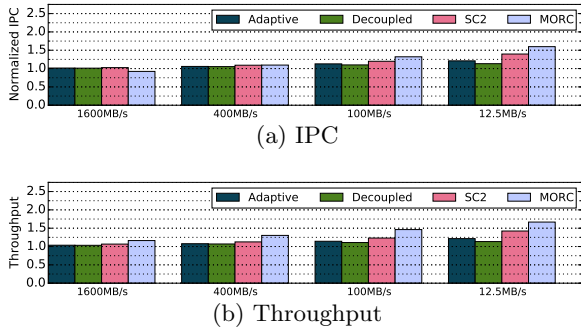 Normalized IPC
2.5
2.0
1.5
1.0
0.5
0.0
Adaptive Decoupled SC2 MORC
1600MB/s 400MB/s 100MB/s 12.5MB/s
(a) IPC
Throughput
2.5
2.0
1.5
1.0
0.5
0.0
Adaptive Decoupled SC2 MORC
1600MB/s 400MB/s 100MB/s 12.5MB/s
(b) Throughput